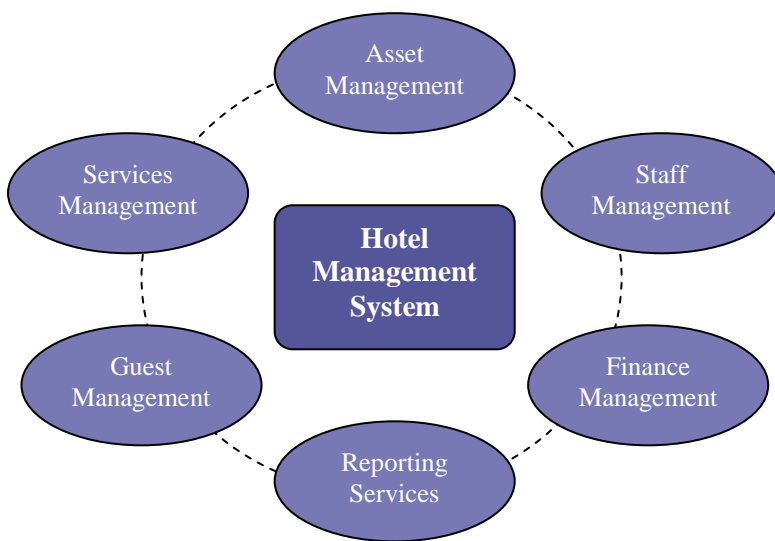 Asset
Management
Services
Management
Staff
Management
Hotel
Management
System
Guest
Management
Finance
Management
Reporting
Services